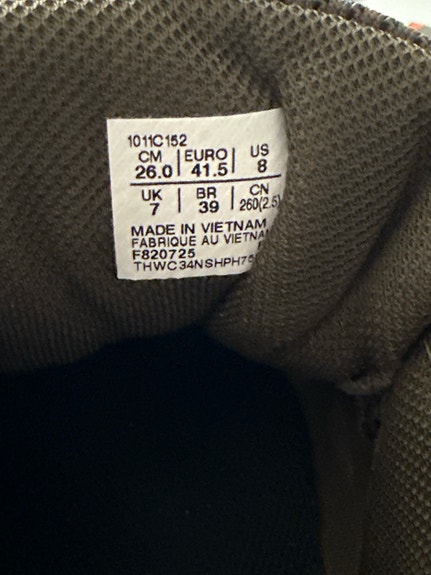 1011C152
CM | EURO | US
26.0 | 41.5 | 8
UK | BR | CN
7 | 39 | 260(2.5)
MADE IN VIETNAM
FABRIQUE AU
F820725